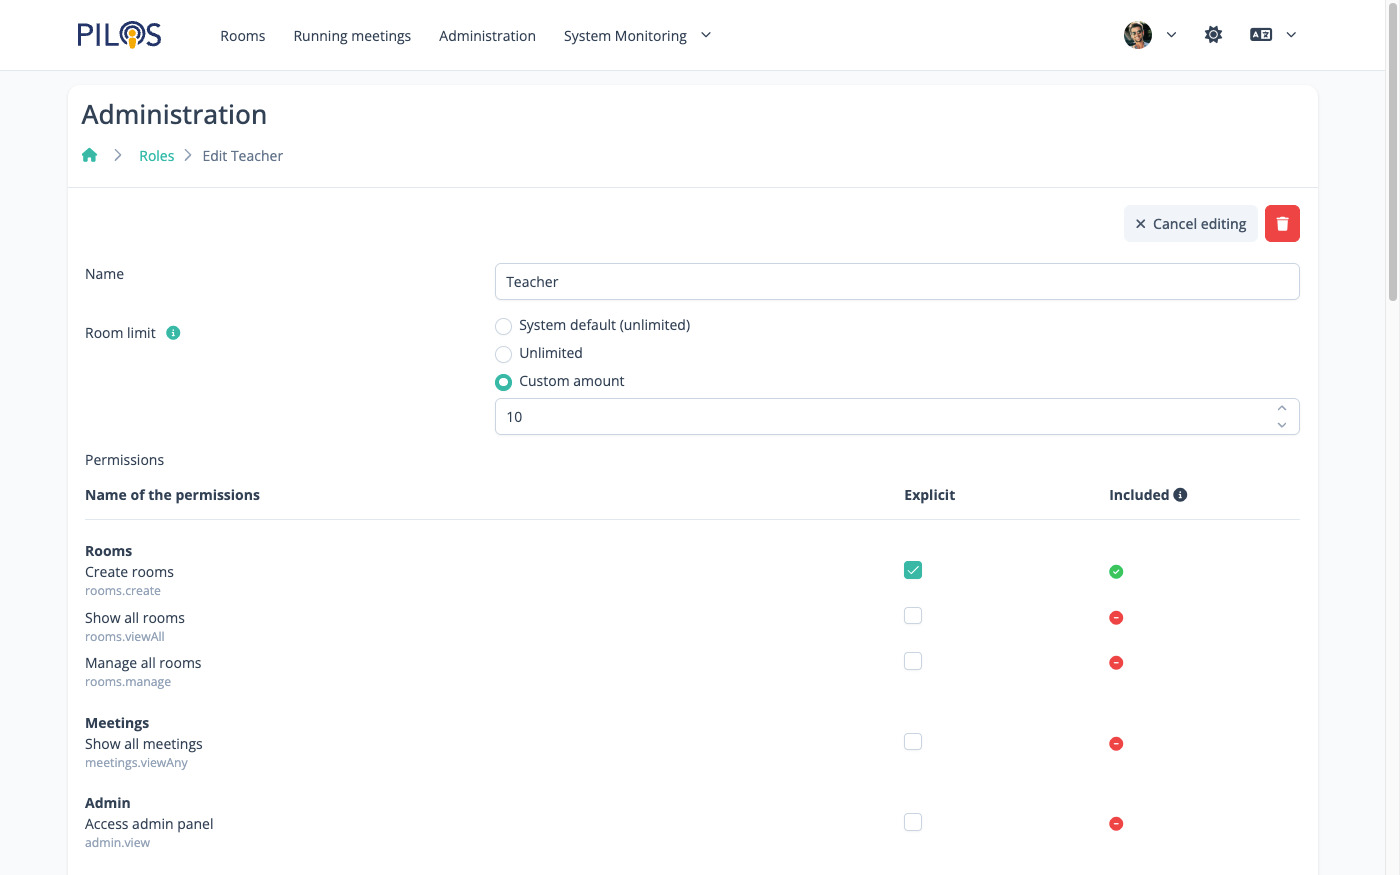 PILOS
Rooms
Running meetings
Administration
System Monitoring
Administration
Roles
Edit Teacher
Cancel editing
Name
Teacher
Room limit
System default (unlimited)
Unlimited
Custom amount
10
Permissions
Name of the permissions
Explicit
Included
Rooms
Create rooms
rooms.create
Show all rooms
rooms.viewAll
Manage all rooms
rooms.manage
Meetings
Show all meetings
meetings.viewAny
Admin
Access admin panel
admin.view